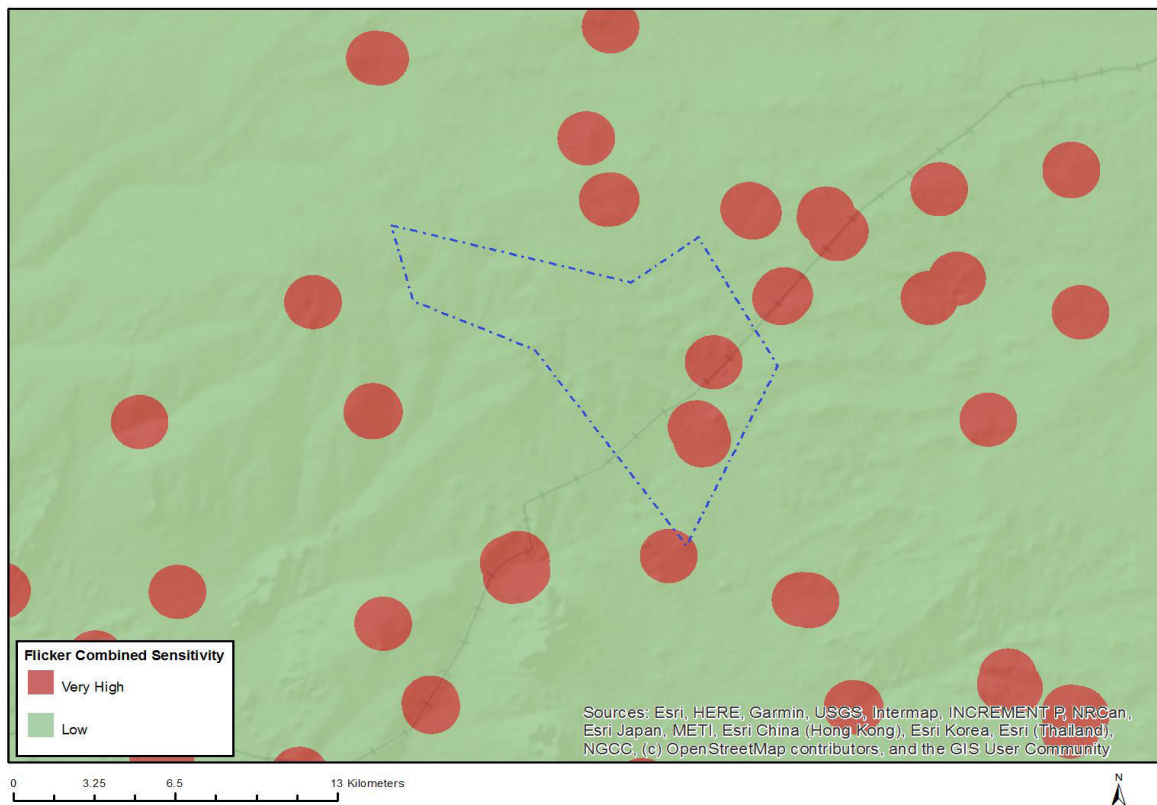 Flicker Combined Sensitivity
Very High
Low
Sources: Esri, HERE, Garmin, USGS, Intermap, INCREMENT P, NRCan,
Esri Japan, METI, Esri China (Hong Kong), Esri Korea, Esri (Thailand),
NGCC, (c) OpenStreetMap contributors, and the GIS User Community
0 3.25 6.5 13 Kilometers
N